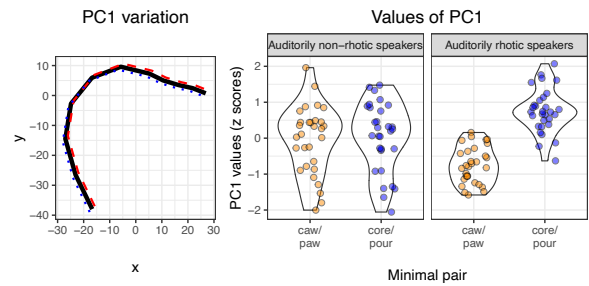 PC1 variation
Values of PC1
Auditorily non−rhotic speakers
Auditorily rhotic speakers
10
0
−10
−20
−30
−40
y
−30 −20 −10 0 10 20 30
x
2
1
0
−1
−2
PC1 values (z scores)
caw/
paw
core/
pour
caw/
paw
core/
pour
Minimal pair